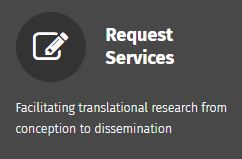 Request
Services
Facilitating translational research from
conception to dissemination